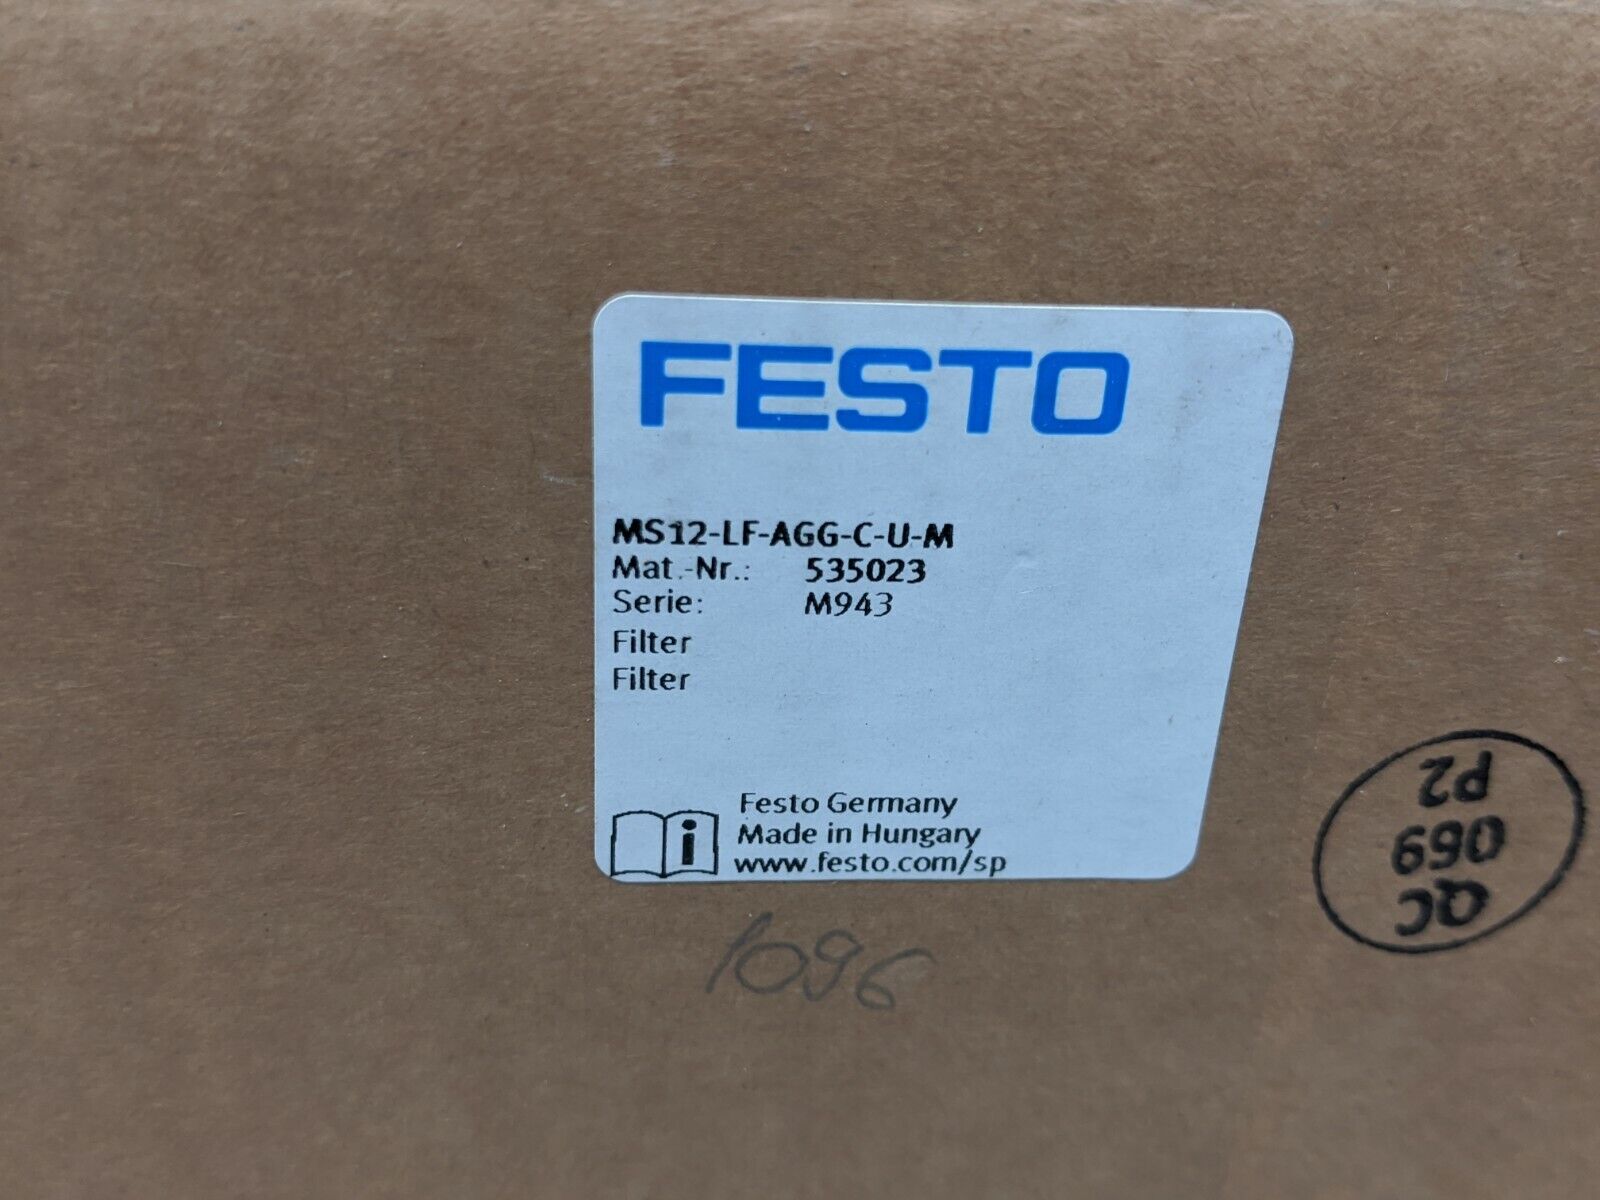 FESTO
MS12-LF-AGG-C-U-M
Mat.-Nr.: 535023
Serie: M943
Filter
Filter
i
Festo Germany
Made in Hungary
www.festo.com/sp
1096
QC
069
P2